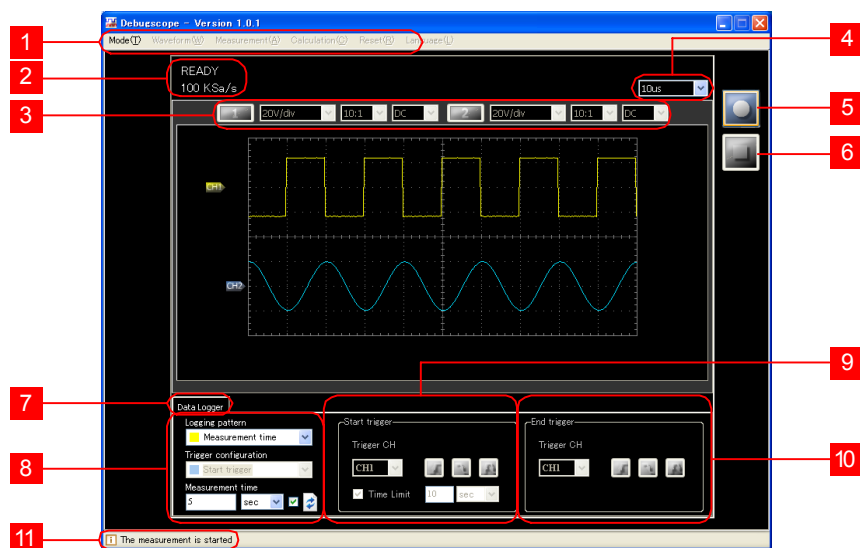 Debugscope - Version 1.0.1
1
Mode(T) Waveform(W) Measurement(A) Calculation(C) Reset(R) Language(L)
4
2
READY
100 KSa/s
10us
3
1 20V/div 10:1 DC 2 20V/div 10:1 DC
5
6
CH1
CH2
9
7
Data Logger
8
Logging pattern
Measurement time
Trigger configuration
Start trigger
Measurement time
5 sec
Start trigger
Trigger CH
CH1
Time Limit 10 sec
End trigger
Trigger CH
CH1
10
11
The measurement is started